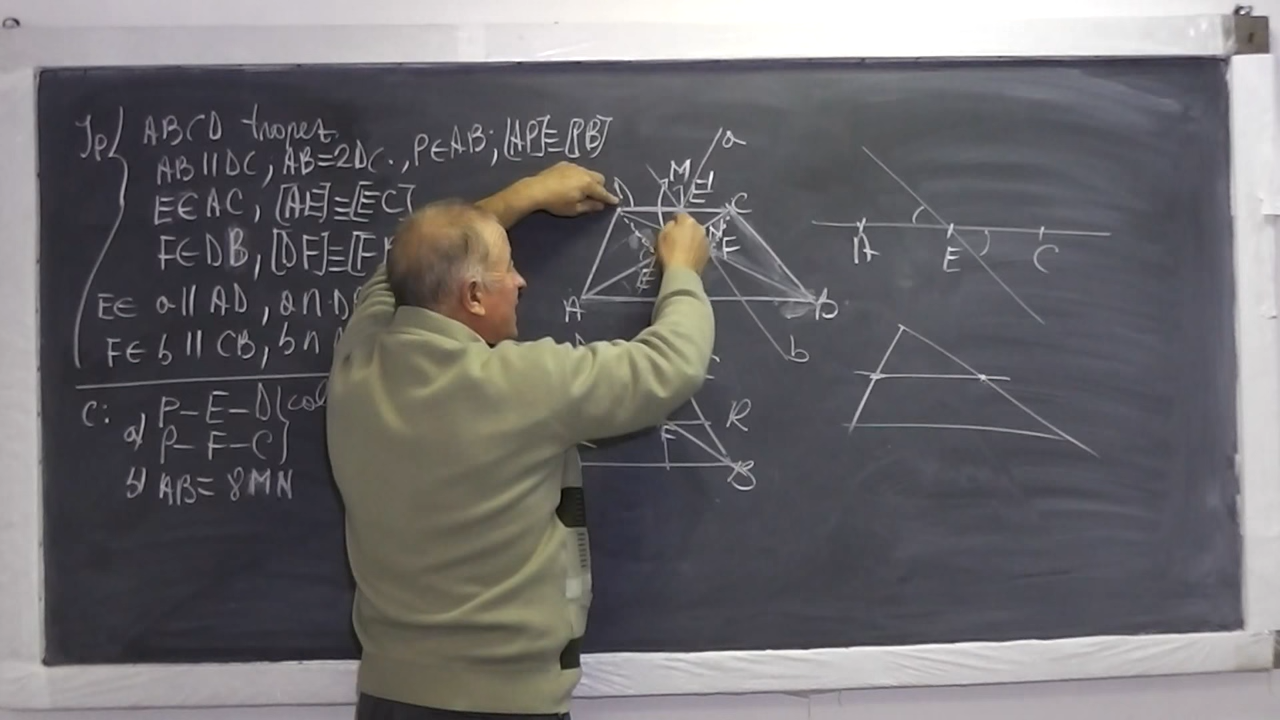 Ip ABCD trapez
AB ∥ DC; AB=2DC., P∈AB; [AP]≡[PB]
E∈AC, [AE]≡[EC]
F∈DB, [DF]≡[F
E∈ a ∥ AD, a∩D
F∈ b ∥ CB, b∩
C: a) P-E-D (col
P-F-C
b) AB= 8MN
a
M
E'
D
C
N
E
F
A
B
b
R
F
B
A
E
C